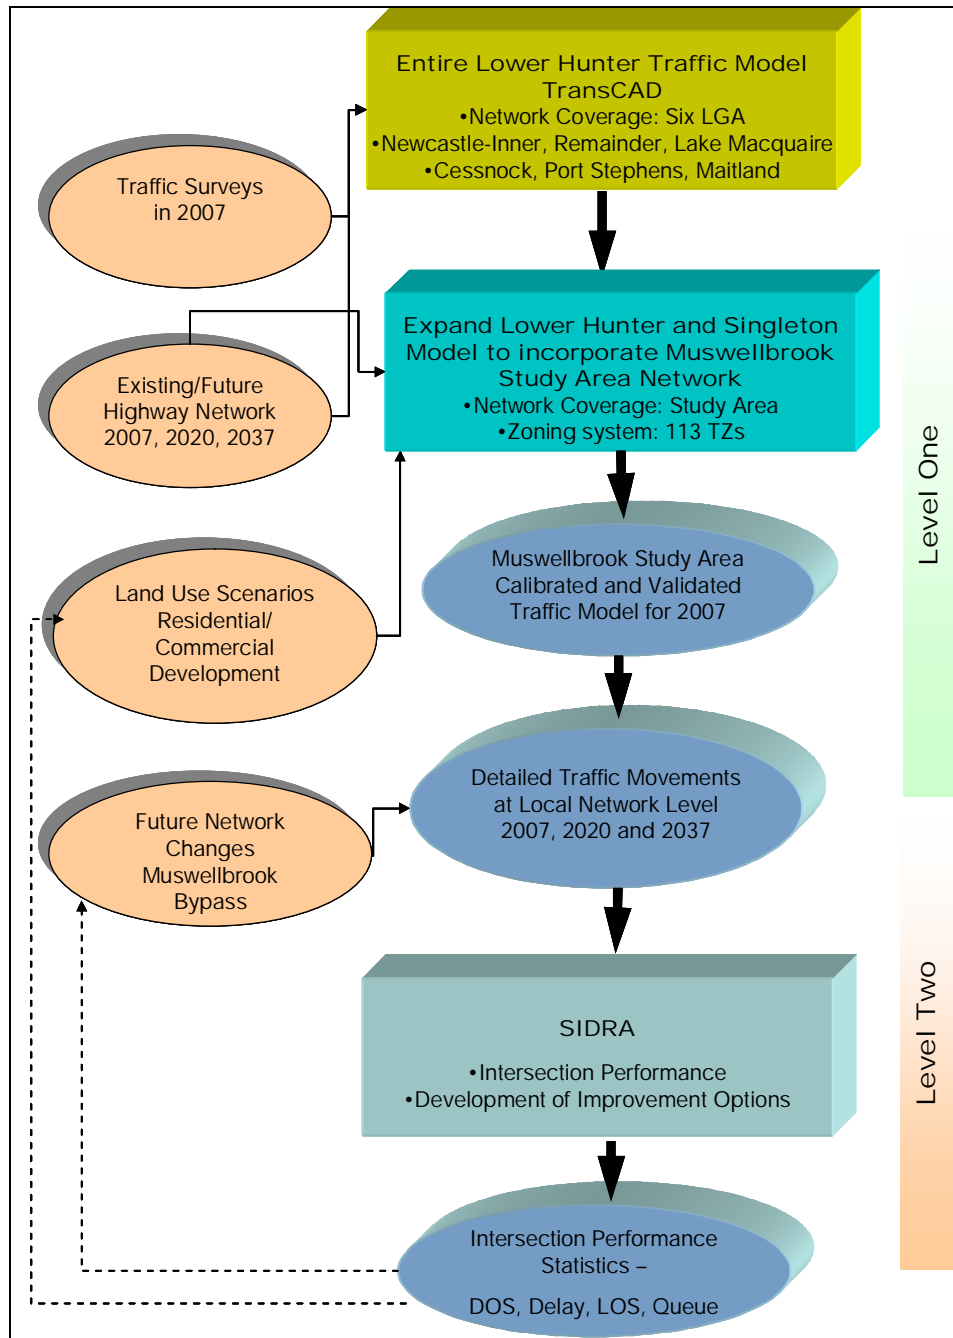 Entire Lower Hunter Traffic Model
TransCAD
•Network Coverage: Six LGA
•Newcastle-Inner, Remainder, Lake Macquaire
•Cessnock, Port Stephens, Maitland
Traffic Surveys
in 2007
Expand Lower Hunter and Singleton
Model to incorporate Muswellbrook
Study Area Network
•Network Coverage: Study Area
•Zoning system: 113 TZs
Existing/Future
Highway Network
2007, 2020, 2037
Level One
Muswellbrook Study Area
Calibrated and Validated
Traffic Model for 2007
Land Use Scenarios
Residential/
Commercial
Development
Detailed Traffic Movements
at Local Network Level
2007, 2020 and 2037
Future Network
Changes
Muswellbrook
Bypass
Level Two
SIDRA
•Intersection Performance
•Development of Improvement Options
Intersection Performance
Statistics –
DOS, Delay, LOS, Queue